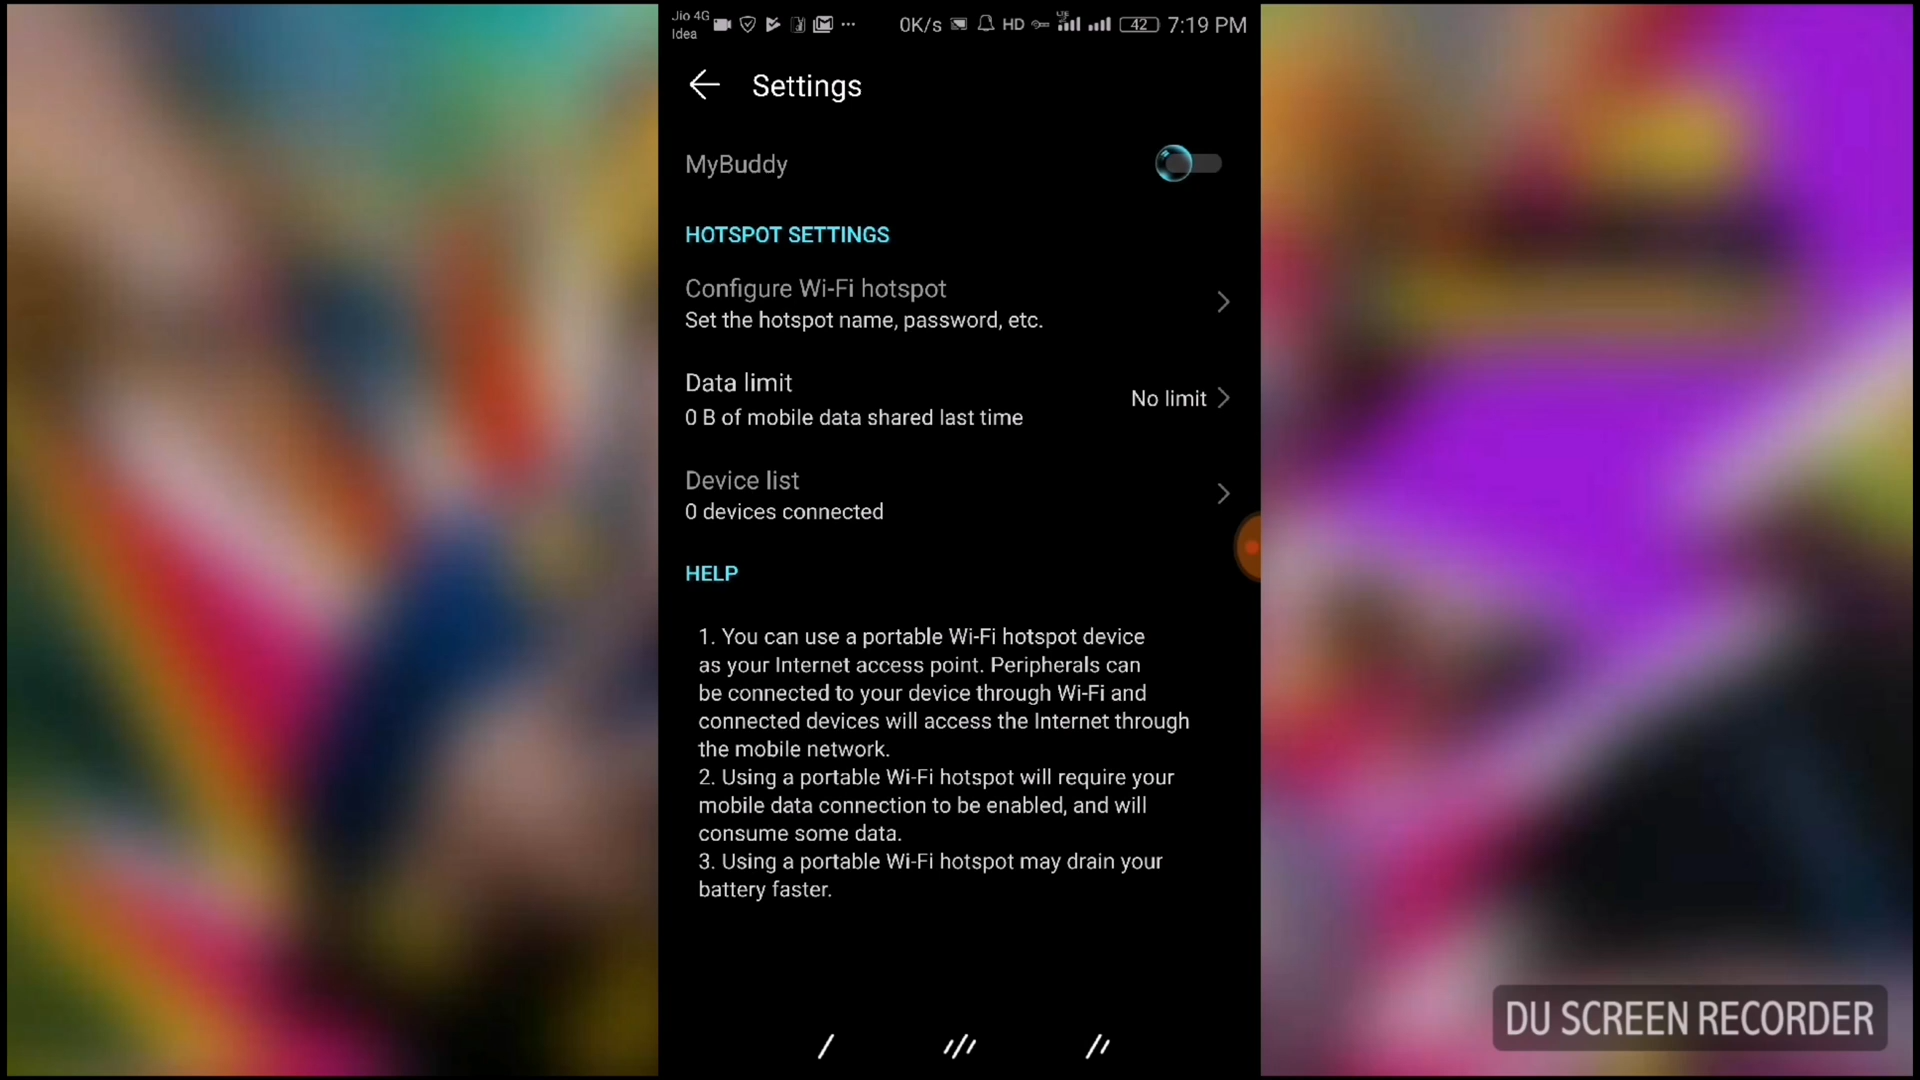 Jio 4G
Idea
0K/s HD LTE 42 7:19 PM
Settings
MyBuddy
HOTSPOT SETTINGS
Configure Wi-Fi hotspot
Set the hotspot name, password, etc.
Data limit
No limit
0 B of mobile data shared last time
Device list
0 devices connected
HELP
1. You can use a portable Wi-Fi hotspot device
as your Internet access point. Peripherals can
be connected to your device through Wi-Fi and
connected devices will access the Internet through
the mobile network.
2. Using a portable Wi-Fi hotspot will require your
mobile data connection to be enabled, and will
consume some data.
3. Using a portable Wi-Fi hotspot may drain your
battery faster.
DU SCREEN RECORDER